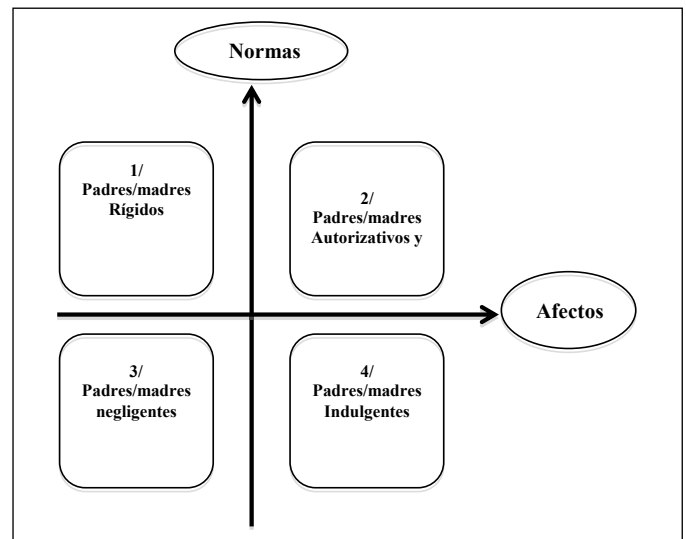 Normas
1/
Padres/madres
Rígidos
2/
Padres/madres
Autorizativos y
Afectos
3/
Padres/madres
negligentes
4/
Padres/madres
Indulgentes